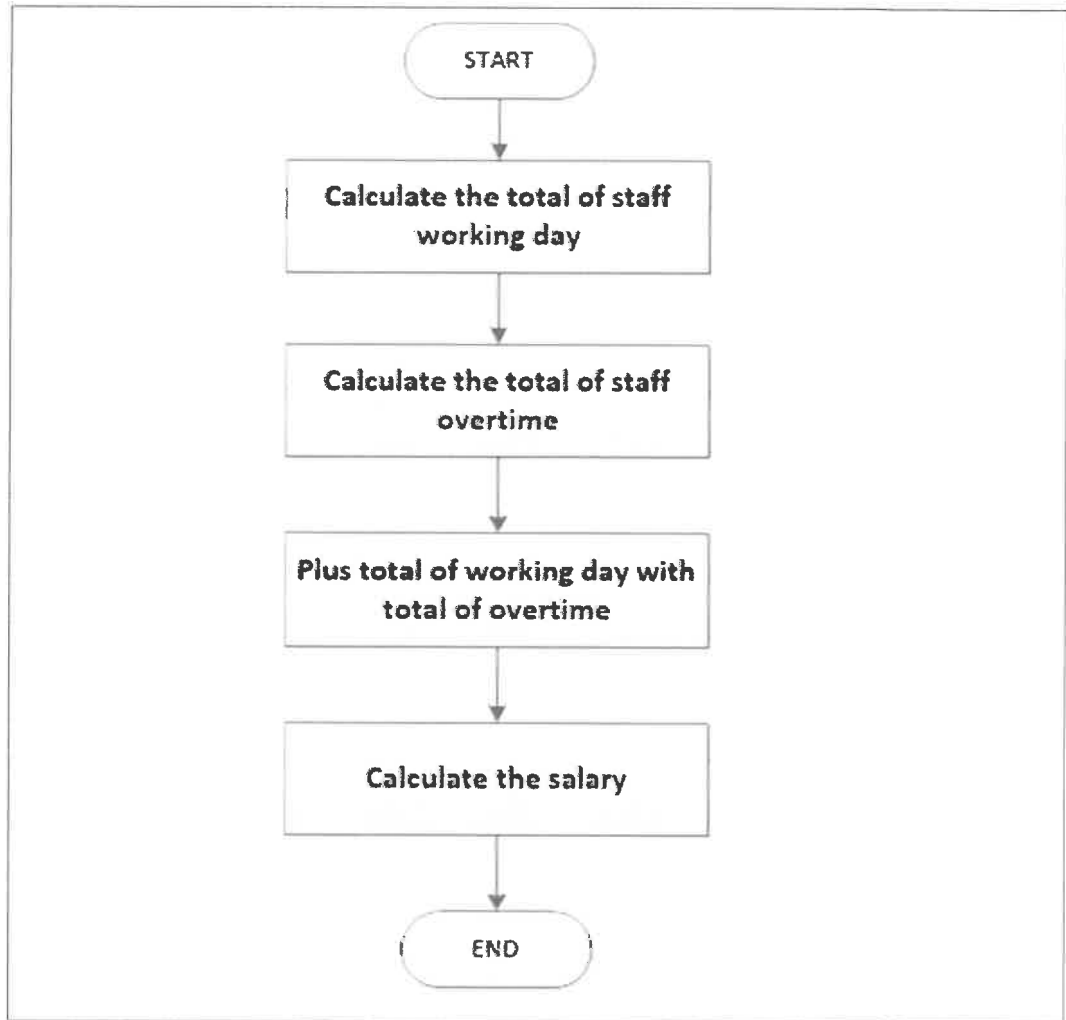 START
Calculate the total of staff
working day
Calculate the total of staff
overtime
Plus total of working day with
total of overtime
Calculate the salary
END